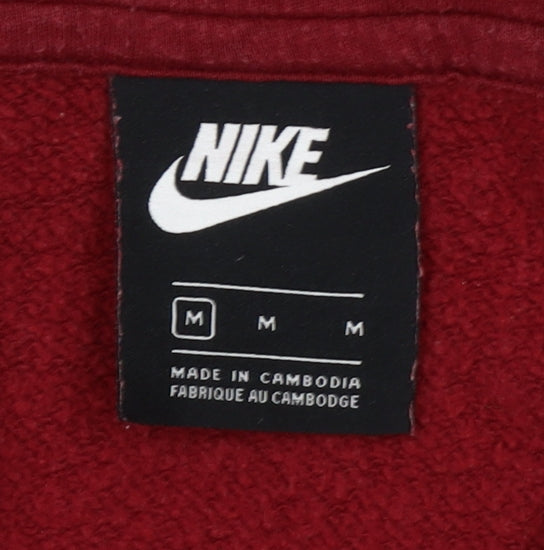 NIKE
M M M
MADE IN CAMBODIA
FABRIQUE AU CAMBODGE